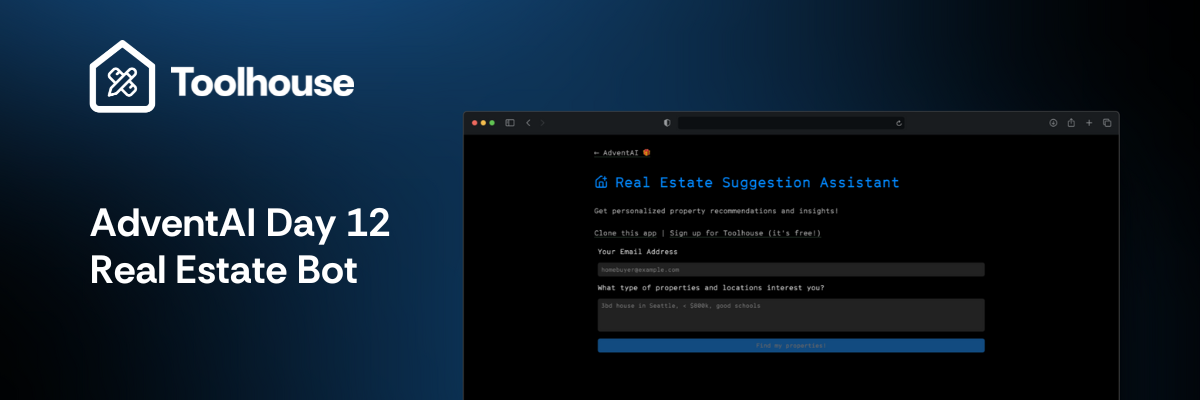 Toolhouse
AdventAI Day 12
Real Estate Bot
← AdventAI
Real Estate Suggestion Assistant
Get personalized property recommendations and insights!
Clone this app | Sign up for Toolhouse (it's free!)
Your Email Address
homebuyer@example.com
What type of properties and locations interest you?
3bd house in Seattle, < $800k, good schools
Find my properties!